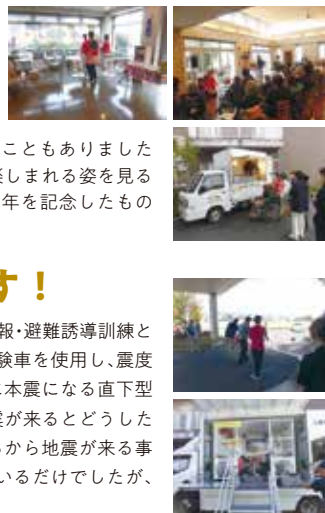 こともありました
楽しまれる姿を見る
年を記念したもの
す！
報・避難誘導訓練と
験車を使用し、震度
本震になる直下型
震が来るとどうした
から地震が来る事
いるだけでしたが、